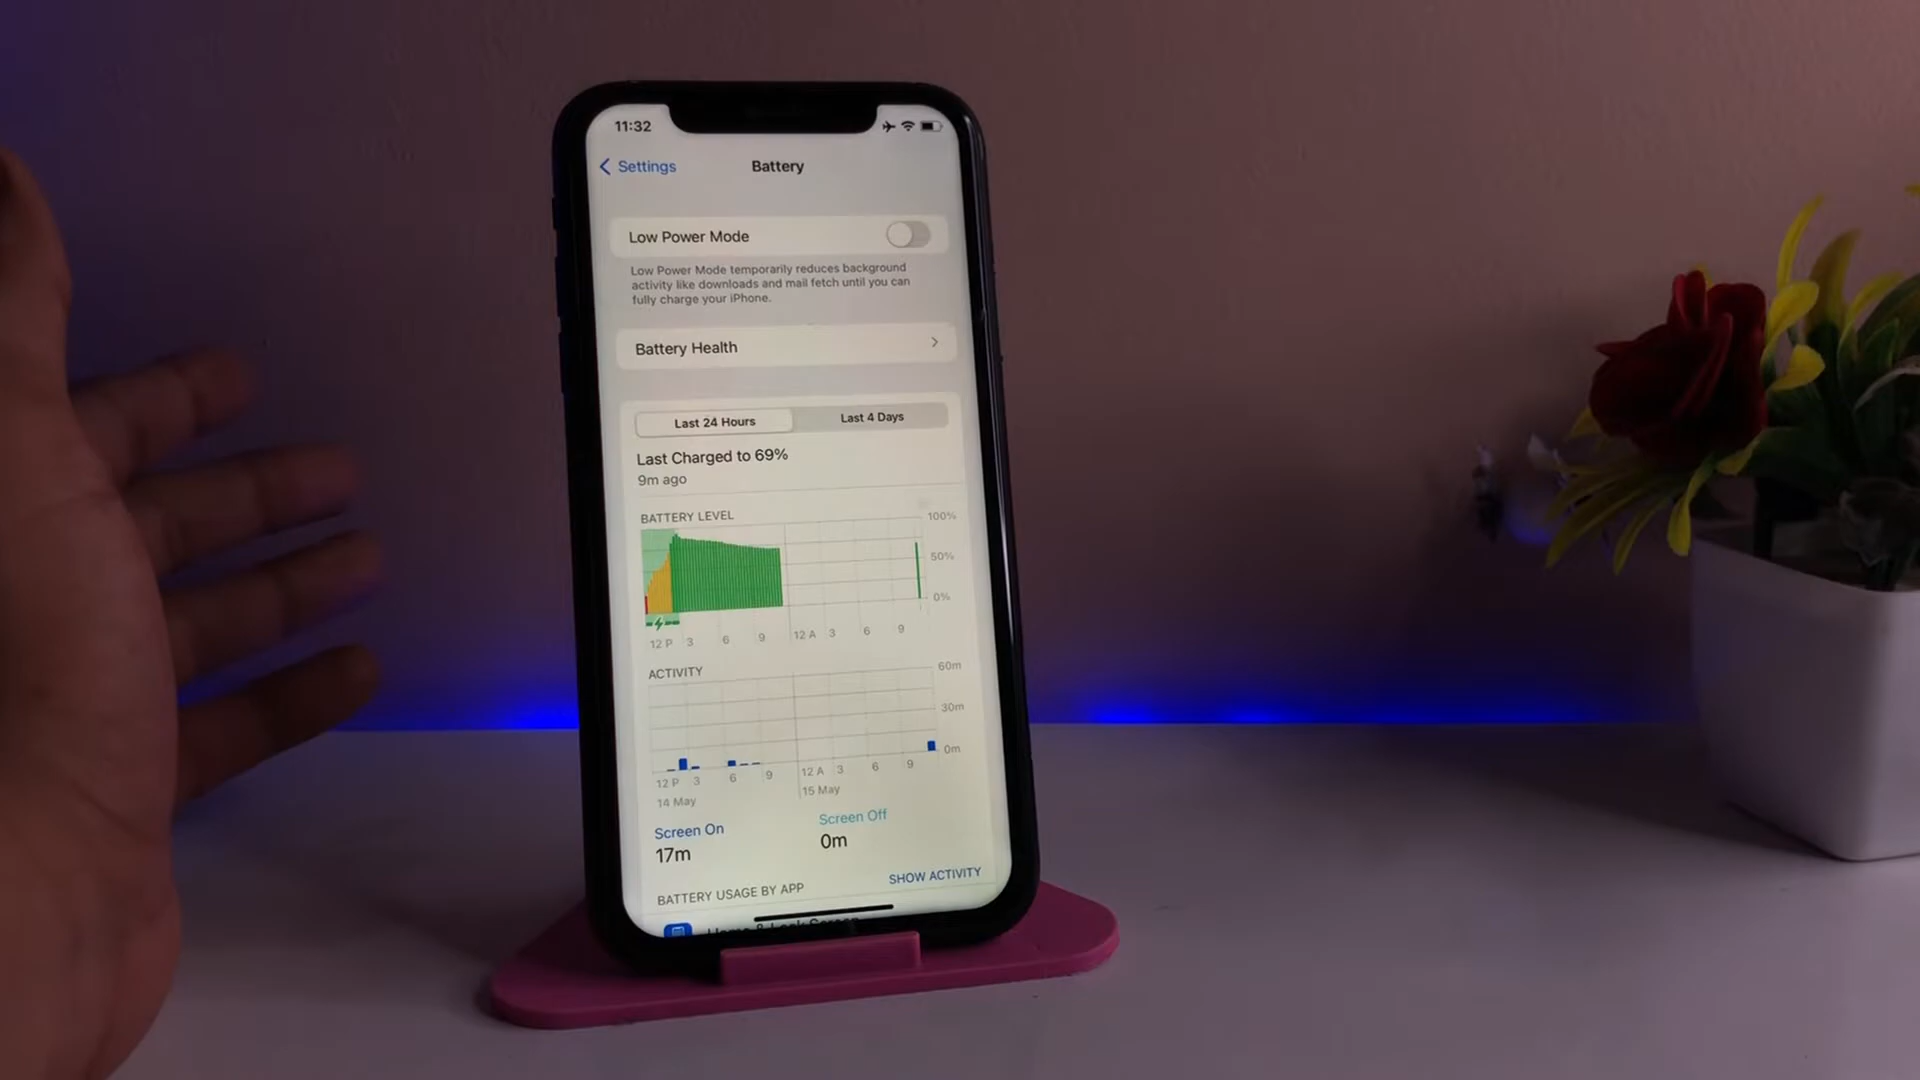 11:32
Settings
Battery
Low Power Mode
Low Power Mode temporarily reduces background
activity like downloads and mail fetch until you can
fully charge your iPhone.
Battery Health
Last 24 Hours
Last 4 Days
Last Charged to 69%
9m ago
BATTERY LEVEL
100%
50%
0%
12 P 3 6 9 12 A 3 6 9
ACTIVITY
60m
30m
0m
12 P 3 6 9 12 A 3 6 9
14 May 15 May
Screen On
17m
Screen Off
0m
BATTERY USAGE BY APP
SHOW ACTIVITY
Home & Lock Screen